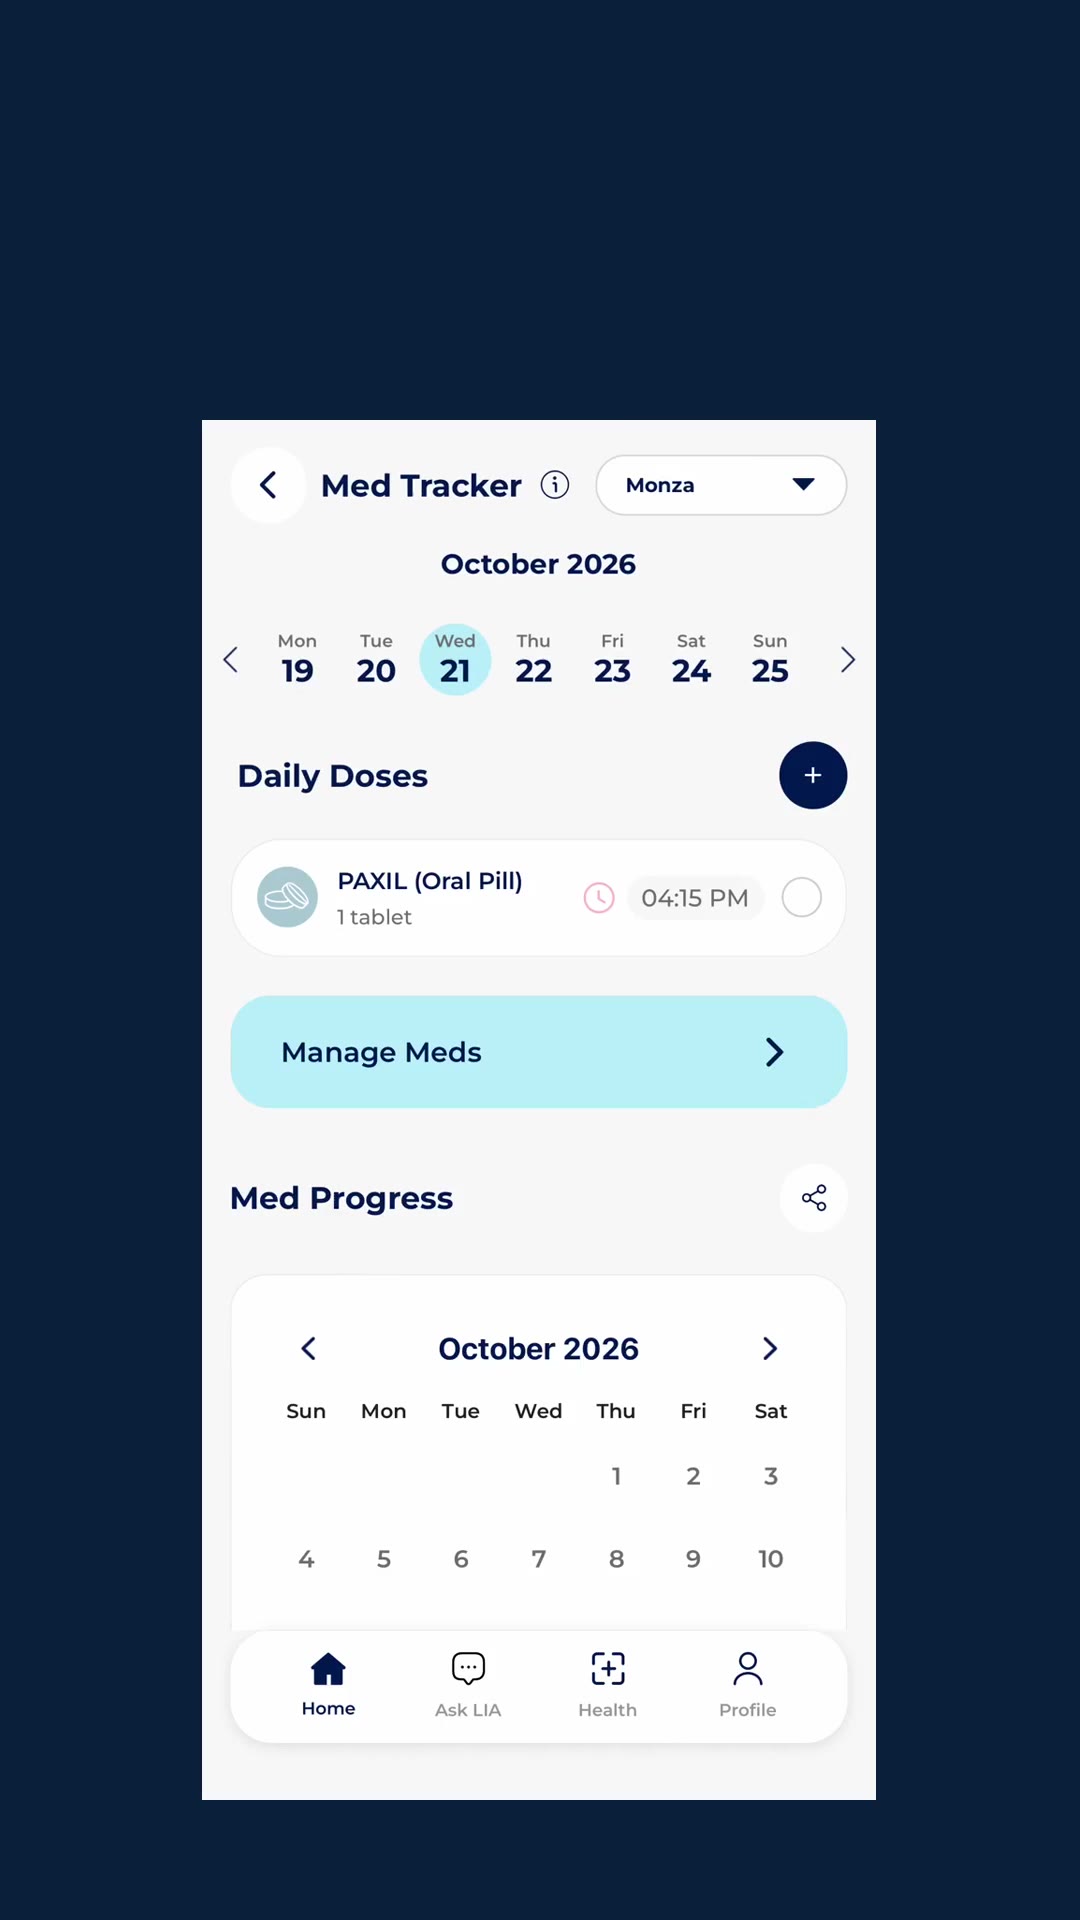 Med Tracker
Monza
October 2026
Mon Tue Wed Thu Fri Sat Sun
19 20 21 22 23 24 25
Daily Doses
+
PAXIL (Oral Pill)
1 tablet
04:15 PM
Manage Meds
Med Progress
October 2026
Sun Mon Tue Wed Thu Fri Sat
1 2 3
4 5 6 7 8 9 10
Home Ask LIA Health Profile